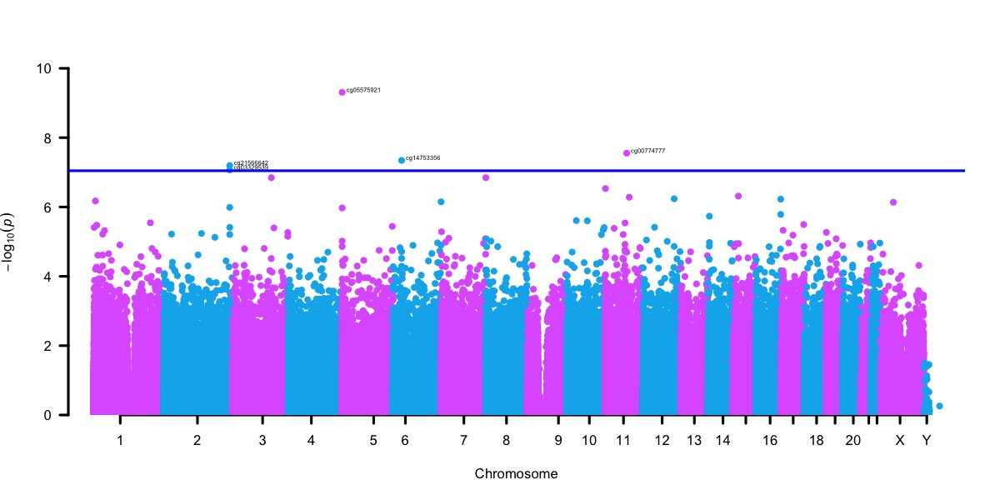 10
cg05575921
8
cg00774777
cg14753356
cg21566642
cg03329539
6
−log10(p)
4
2
0
1 2 3 4 5 6 7 8 9 10 11 12 13 14 16 18 20 X Y
Chromosome